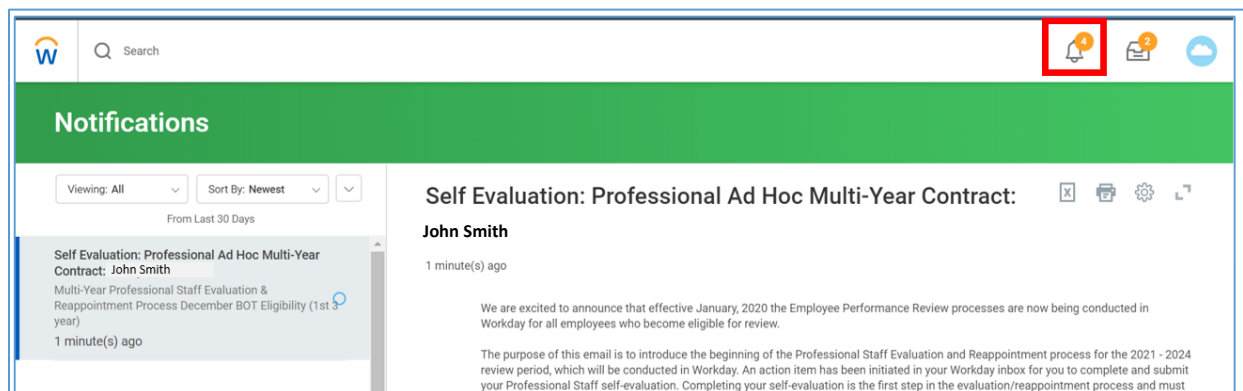 W
Search
4
2
Notifications
Viewing: All
Sort By: Newest
From Last 30 Days
Self Evaluation: Professional Ad Hoc Multi-Year
Contract: John Smith
Multi-Year Professional Staff Evaluation &
Reappointment Process December BOT Eligibility (1st 3
year)
1 minute(s) ago
Self Evaluation: Professional Ad Hoc Multi-Year Contract:
X
John Smith
1 minute(s) ago
We are excited to announce that effective January, 2020 the Employee Performance Review processes are now being conducted in
Workday for all employees who become eligible for review.
The purpose of this email is to introduce the beginning of the Professional Staff Evaluation and Reappointment process for the 2021 - 2024
review period, which will be conducted in Workday. An action item has been initiated in your Workday inbox for you to complete and submit
your Professional Staff self-evaluation. Completing your self-evaluation is the first step in the evaluation/reappointment process and must